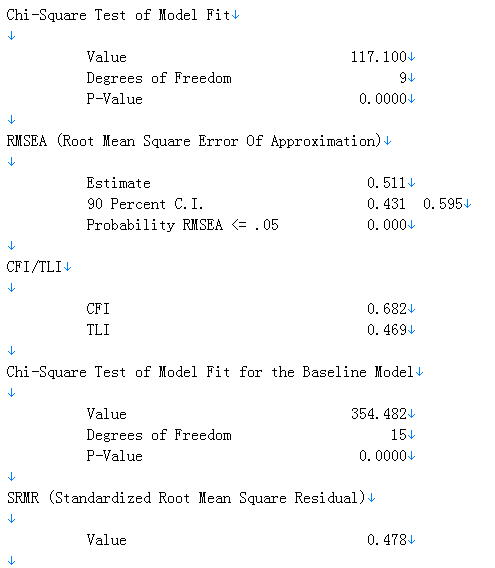 Chi-Square Test of Model Fit↓
↓
Value 117.100↓
Degrees of Freedom 9↓
P-Value 0.0000↓
↓
RMSEA (Root Mean Square Error Of Approximation)↓
↓
Estimate 0.511↓
90 Percent C.I. 0.431 0.595↓
Probability RMSEA <= .05 0.000↓
↓
CFI/TLI↓
↓
CFI 0.682↓
TLI 0.469↓
↓
Chi-Square Test of Model Fit for the Baseline Model↓
↓
Value 354.482↓
Degrees of Freedom 15↓
P-Value 0.0000↓
↓
SRMR (Standardized Root Mean Square Residual)↓
↓
Value 0.478↓
↓